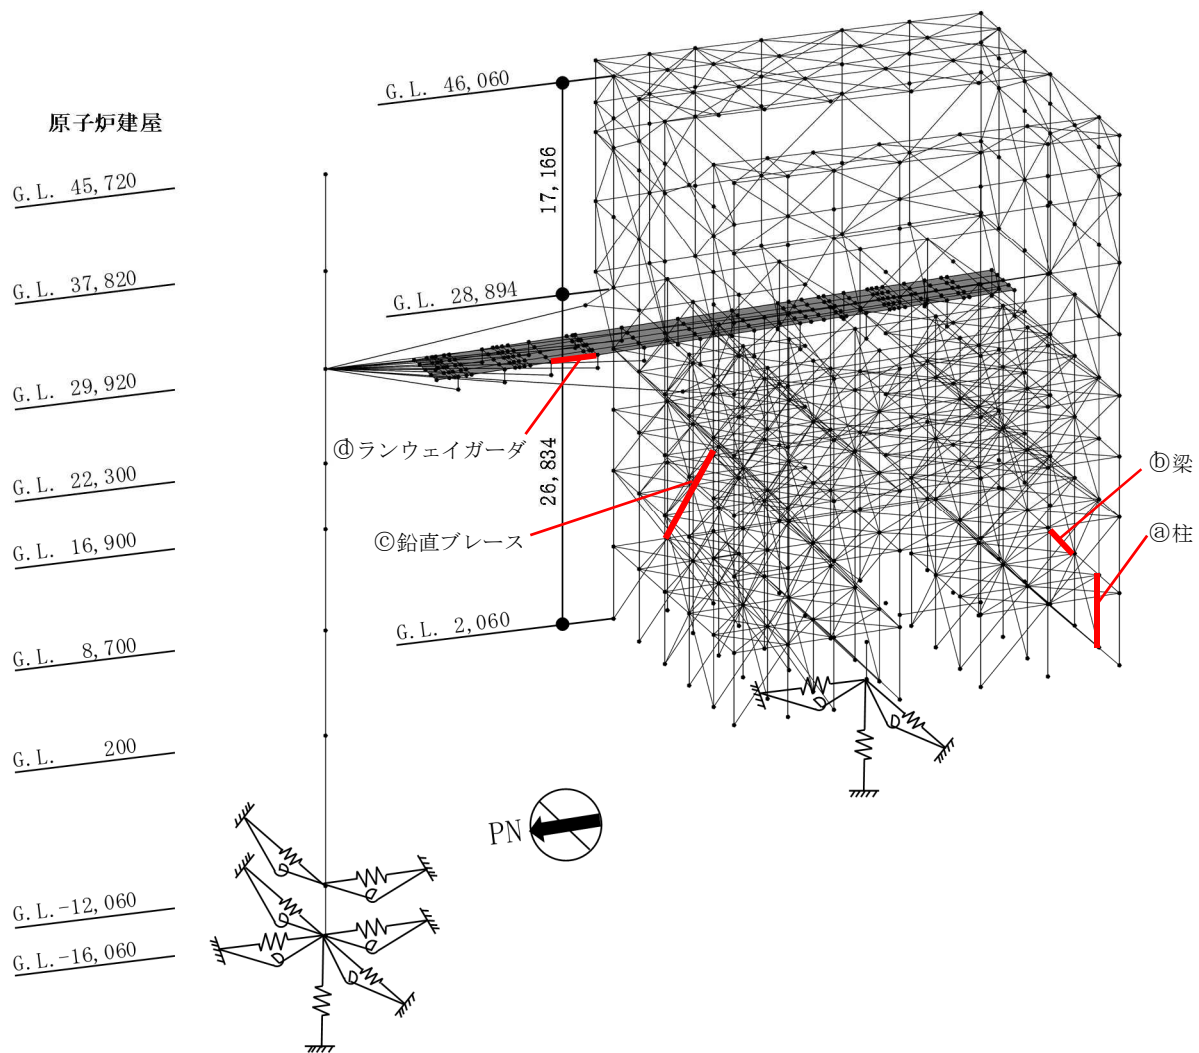 原子炉建屋
G.L. 45,720
G.L. 37,820
G.L. 29,920
G.L. 22,300
G.L. 16,900
G.L. 8,700
G.L. 200
G.L.-12,060
G.L.-16,060
G.L. 46,060
17,166
G.L. 28,894
26,834
G.L. 2,060
ⓓランウェイガーダ
ⓒ鉛直ブレース
ⓑ梁
ⓐ柱
PN